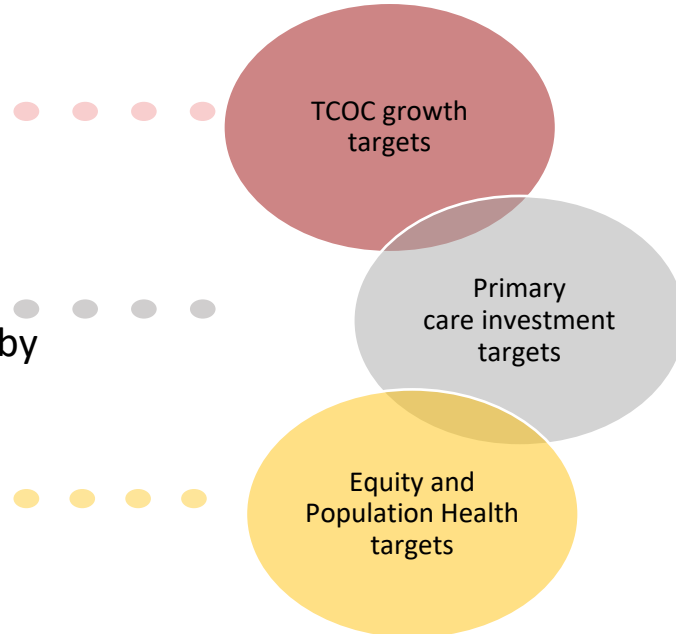 TCOC growth
targets
Primary
care investment
targets
by
Equity and
Population Health
targets